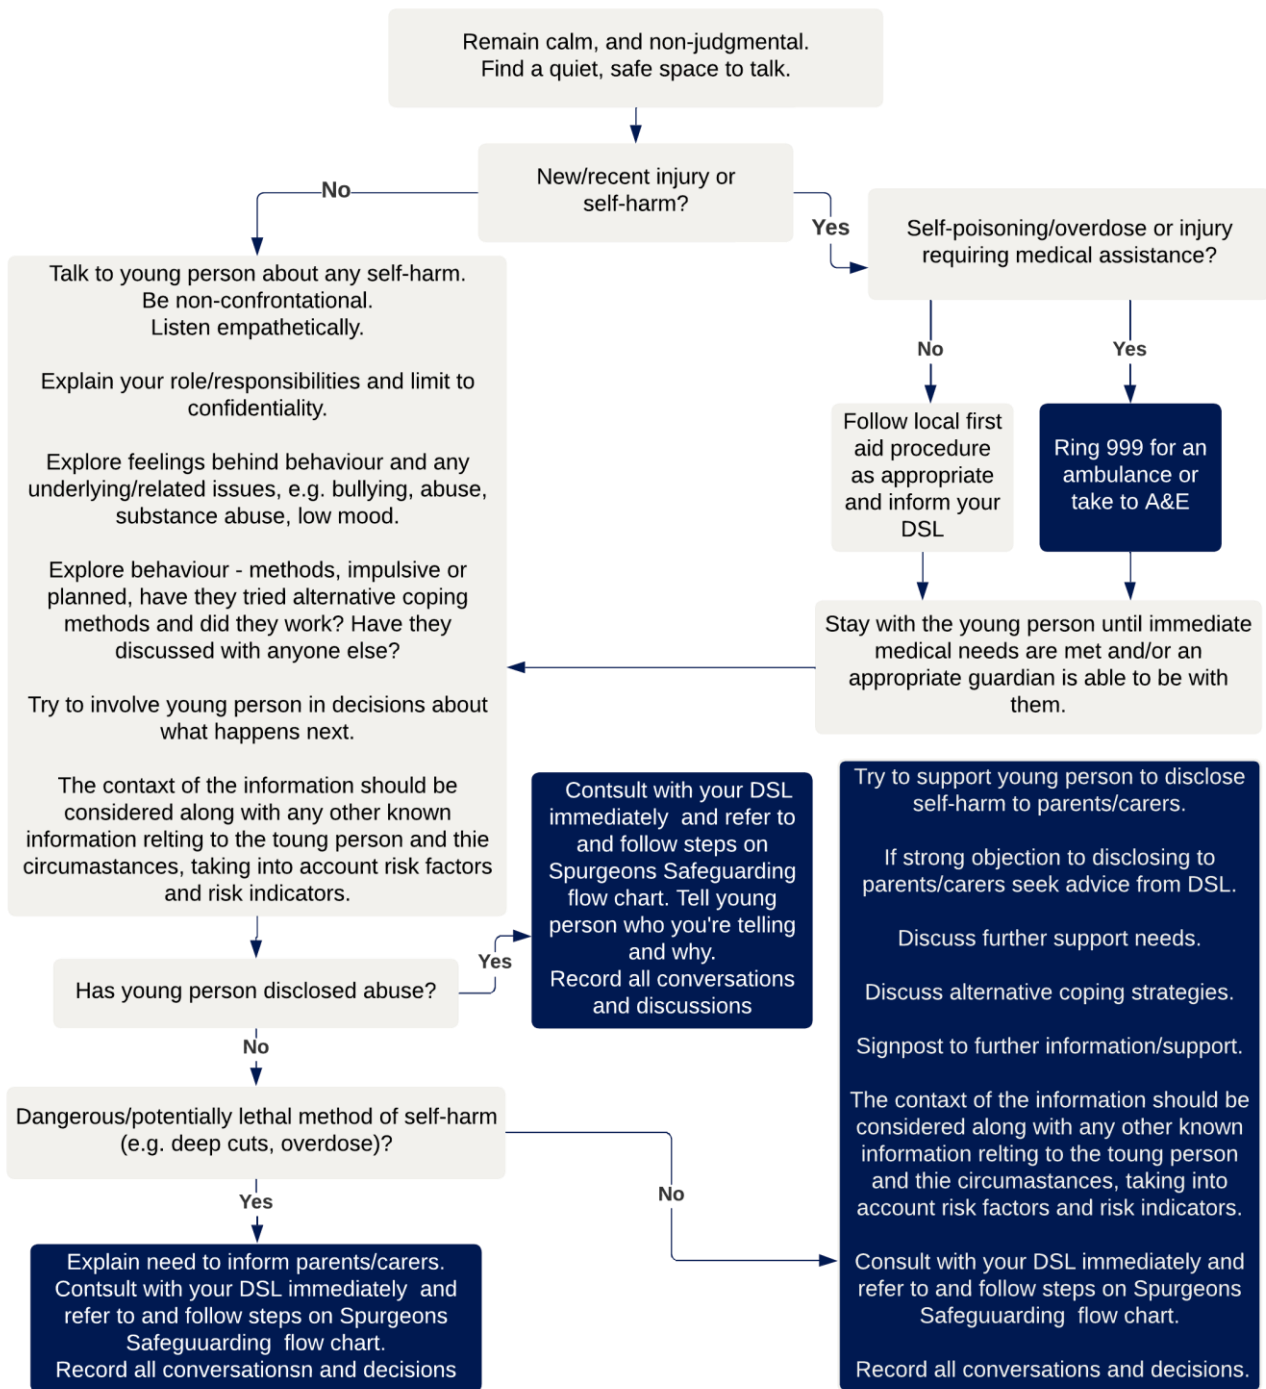 Remain calm, and non-judgmental.
Find a quiet, safe space to talk.
New/recent injury or
self-harm?
No
Yes
Self-poisoning/overdose or injury
requiring medical assistance?
No
Yes
Follow local first
aid procedure
as appropriate
and inform your
DSL
Ring 999 for an
ambulance or
take to A&E
Stay with the young person until immediate
medical needs are met and/or an
appropriate guardian is able to be with
them.
Talk to young person about any self-harm.
Be non-confrontational.
Listen empathetically.
Explain your role/responsibilities and limit to
confidentiality.
Explore feelings behind behaviour and any
underlying/related issues, e.g. bullying, abuse,
substance abuse, low mood.
Explore behaviour - methods, impulsive or
planned, have they tried alternative coping
methods and did they work? Have they
discussed with anyone else?
Try to involve young person in decisions about
what happens next.
The contaxt of the information should be
considered along with any other known
information relting to the toung person and thie
circumastances, taking into account risk factors
and risk indicators.
Has young person disclosed abuse?
Yes
Contsult with your DSL
immediately and refer to
and follow steps on
Spurgeons Safeguarding
flow chart. Tell young
person who you're telling
and why.
Record all conversations
and discussions
No
Dangerous/potentially lethal method of self-harm
(e.g. deep cuts, overdose)?
Yes
Explain need to inform parents/carers.
Contsult with your DSL immediately and
refer to and follow steps on Spurgeons
Safeguuarding flow chart.
Record all conversationsn and decisions
No
Try to support young person to disclose
self-harm to parents/carers.
If strong objection to disclosing to
parents/carers seek advice from DSL.
Discuss further support needs.
Discuss alternative coping strategies.
Signpost to further information/support.
The contaxt of the information should be
considered along with any other known
information relting to the toung person
and thie circumstances, taking into
account risk factors and risk indicators.
Consult with your DSL immediately and
refer to and follow steps on Spurgeons
Safeguuarding flow chart.
Record all conversations and decisions.